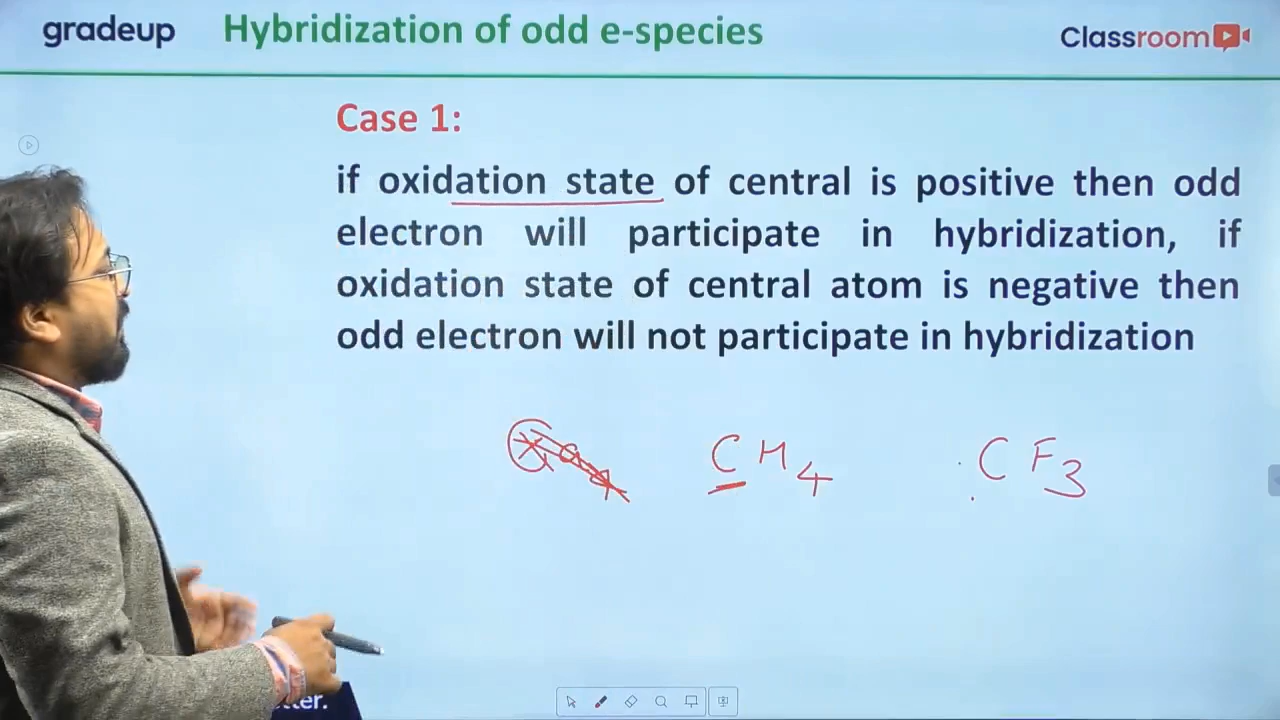 gradeup
Hybridization of odd e-species
Classroom
Case 1:
if oxidation state of central is positive then odd
electron will participate in hybridization, if
oxidation state of central atom is negative then
odd electron will not participate in hybridization
CH4
CF3
tter.